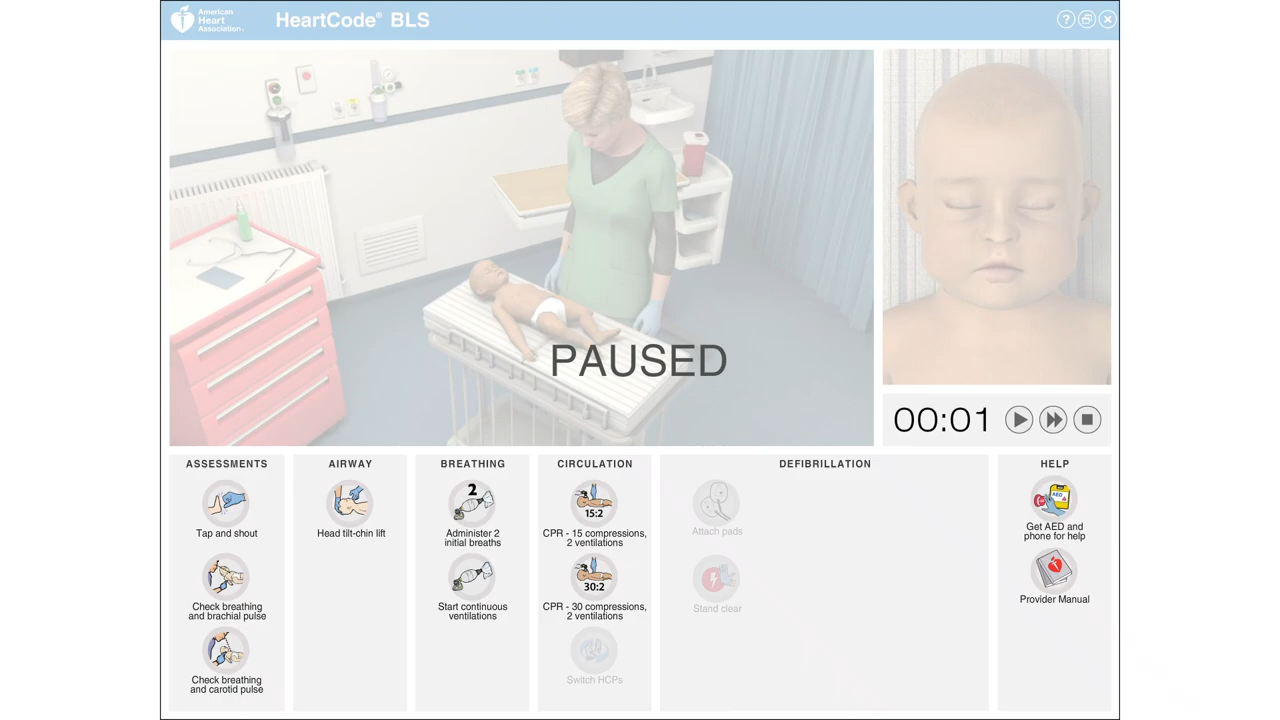 American
Heart
Association®
HeartCode® BLS
?
PAUSED
00:01
ASSESSMENTS
Tap and shout
Check breathing
and brachial pulse
Check breathing
and carotid pulse
AIRWAY
Head tilt-chin lift
BREATHING
2
Administer 2
initial breaths
Start continuous
ventilations
CIRCULATION
15:2
CPR - 15 compressions,
2 ventilations
30:2
CPR - 30 compressions,
2 ventilations
Switch HCPs
DEFIBRILLATION
Attach pads
Stand clear
HELP
AED
Get AED and
phone for help
Provider Manual